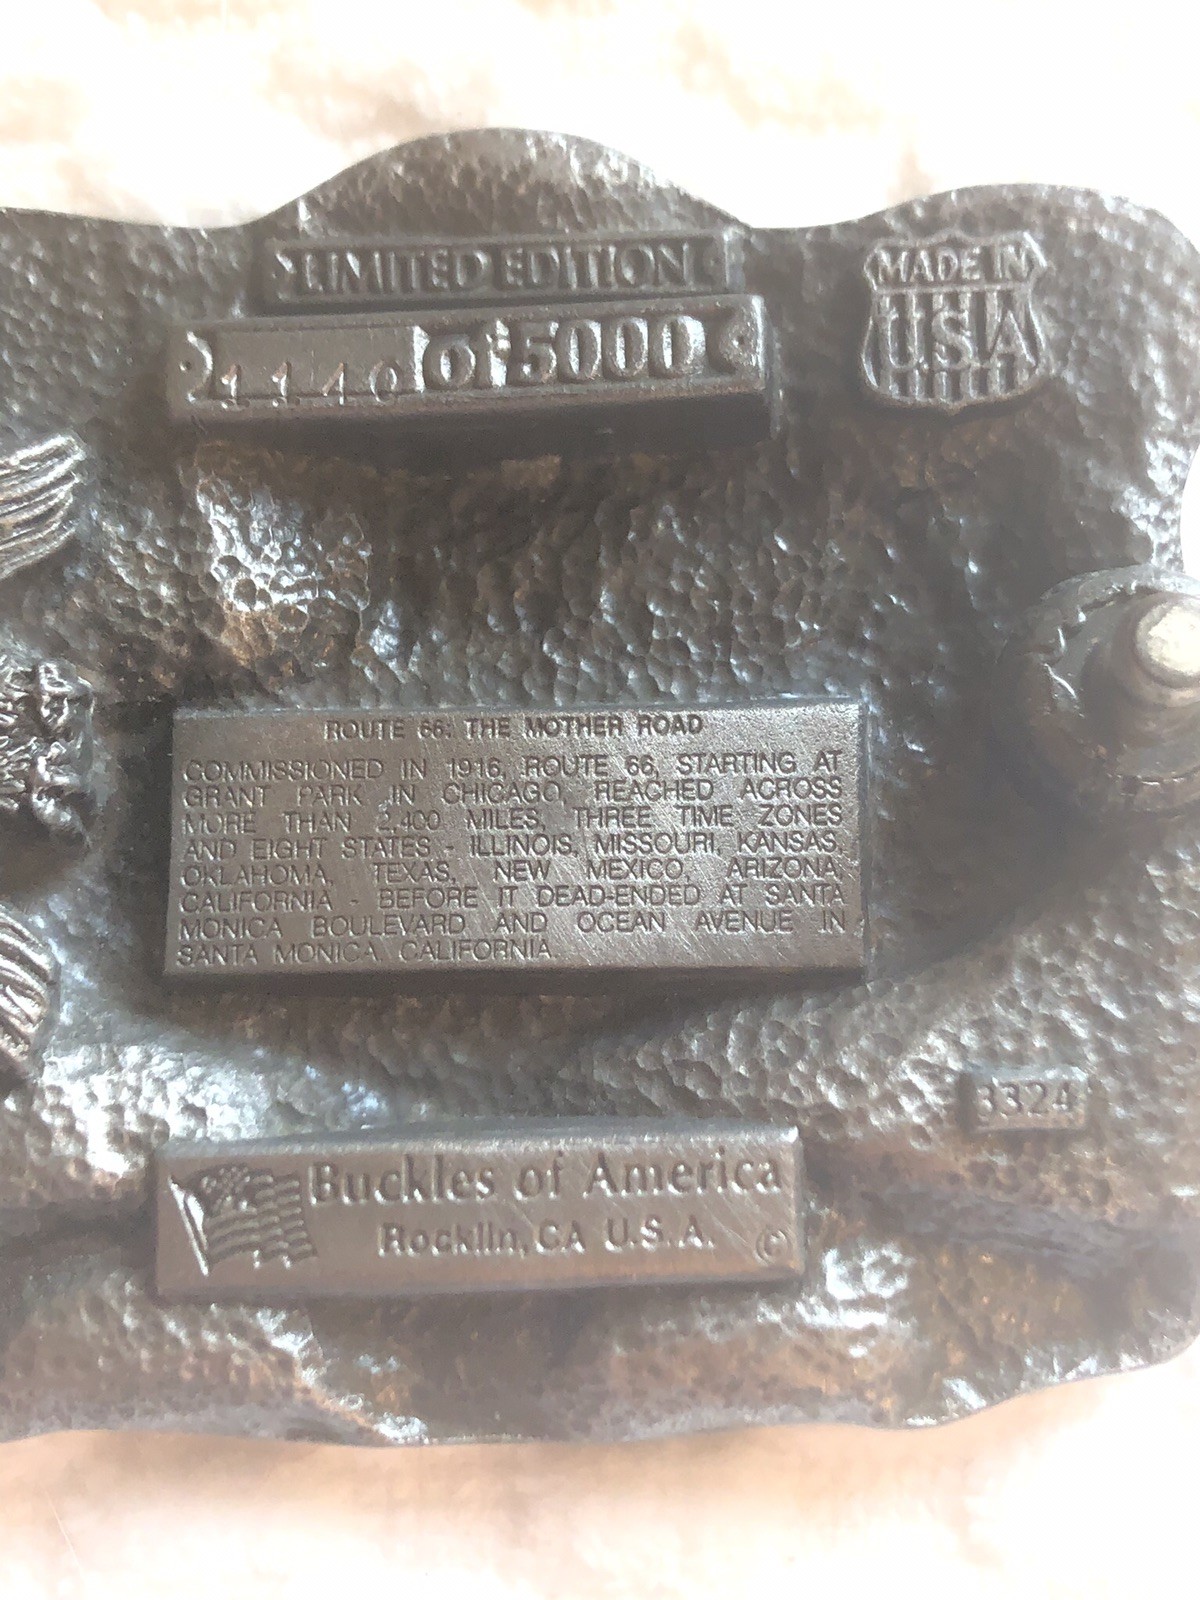 LIMITED EDITION
1140 of 5000
MADE IN
U.S.A
ROUTE 66: THE MOTHER ROAD
COMMISSIONED IN 1916, ROUTE 66, STARTING AT
GRANT PARK IN CHICAGO, REACHED ACROSS
MORE THAN 2,400 MILES, THREE TIME ZONES
AND EIGHT STATES - ILLINOIS, MISSOURI, KANSAS,
OKLAHOMA, TEXAS, NEW MEXICO, ARIZONA,
CALIFORNIA - BEFORE IT DEAD-ENDED AT SANTA
MONICA BOULEVARD AND OCEAN AVENUE IN
SANTA MONICA, CALIFORNIA.
3324
Buckles of America
Rocklin, CA U.S.A. ©